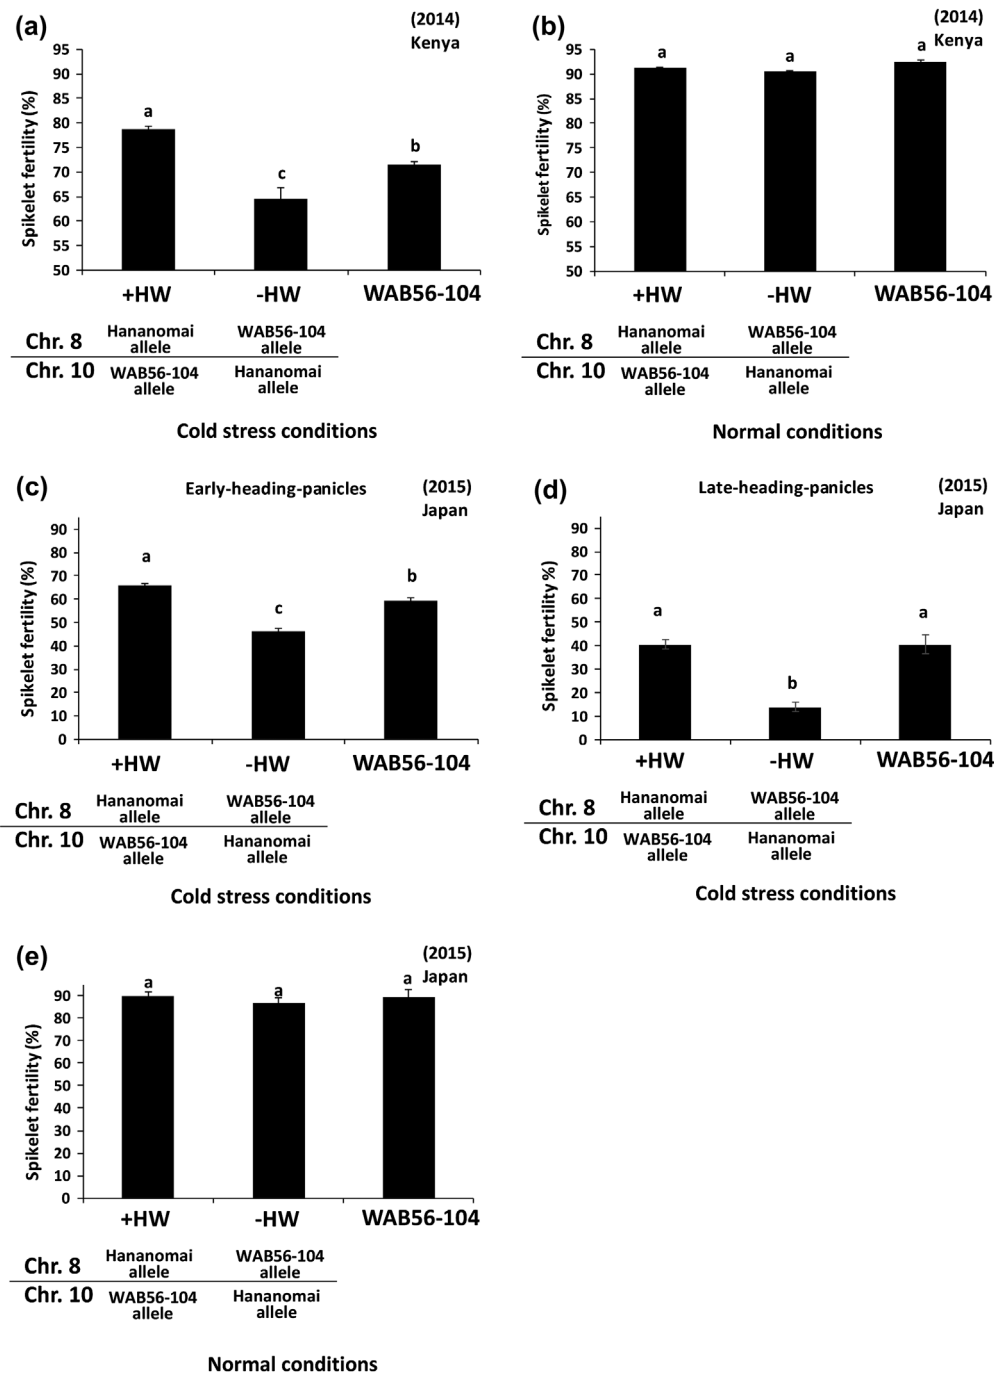 (a)
(2014)
Kenya
Spikelet fertility (%)
95
90
85
80
75
70
65
60
55
50
a
c
b
+HW
-HW
WAB56-104
Chr. 8
Hananomai
allele
WAB56-104
allele
Chr. 10
WAB56-104
allele
Hananomai
allele
Cold stress conditions
(b)
(2014)
Kenya
Spikelet fertility (%)
95
90
85
80
75
70
65
60
55
50
a
a
a
+HW
-HW
WAB56-104
Chr. 8
Hananomai
allele
WAB56-104
allele
Chr. 10
WAB56-104
allele
Hananomai
allele
Normal conditions
(c)
Early-heading-panicles
(2015)
Japan
Spikelet fertility (%)
90
80
70
60
50
40
30
20
10
0
a
c
b
+HW
-HW
WAB56-104
Chr. 8
Hananomai
allele
WAB56-104
allele
Chr. 10
WAB56-104
allele
Hananomai
allele
Cold stress conditions
(d)
Late-heading-panicles
(2015)
Japan
Spikelet fertility %)
90
80
70
60
50
40
30
20
10
0
a
b
a
+HW
-HW
WAB56-104
Chr. 8
Hananomai
allele
WAB56-104
allele
Chr. 10
WAB56-104
allele
Hananomai
allele
Cold stress conditions
(e)
(2015)
Japan
Spikelet fertility (%)
90
80
70
60
50
40
30
20
10
0
a
a
a
+HW
-HW
WAB56-104
Chr. 8
Hananomai
allele
WAB56-104
allele
Chr. 10
WAB56-104
allele
Hananomai
allele
Normal conditions